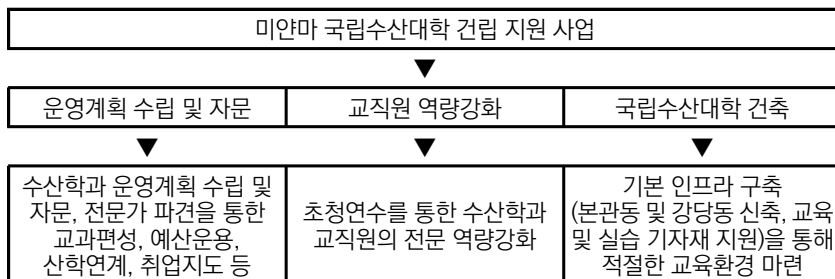 미얀마 국립수산대학 건립 지원 사업
▼
운영계획 수립 및 자문
교직원 역량강화
국립수산대학 건축
▼
▼
▼
수산학과 운영계획 수립 및
자문, 전문가 파견을 통한
교과편성, 예산운용,
산학연계, 취업지도 등
초청연수를 통한 수산학과
교직원의 전문 역량강화
기본 인프라 구축
(본관동 및 강당동 신축, 교육
및 실습 기자재 지원)을 통해
적절한 교육환경 마련